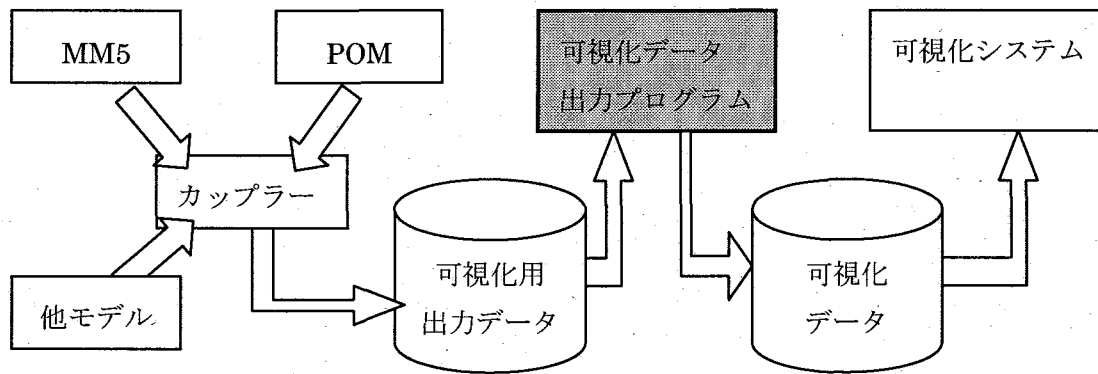 MM5
POM
可視化データ
出力プログラム
可視化システム
カップラー
他モデル
可視化用
出力データ
可視化
データ